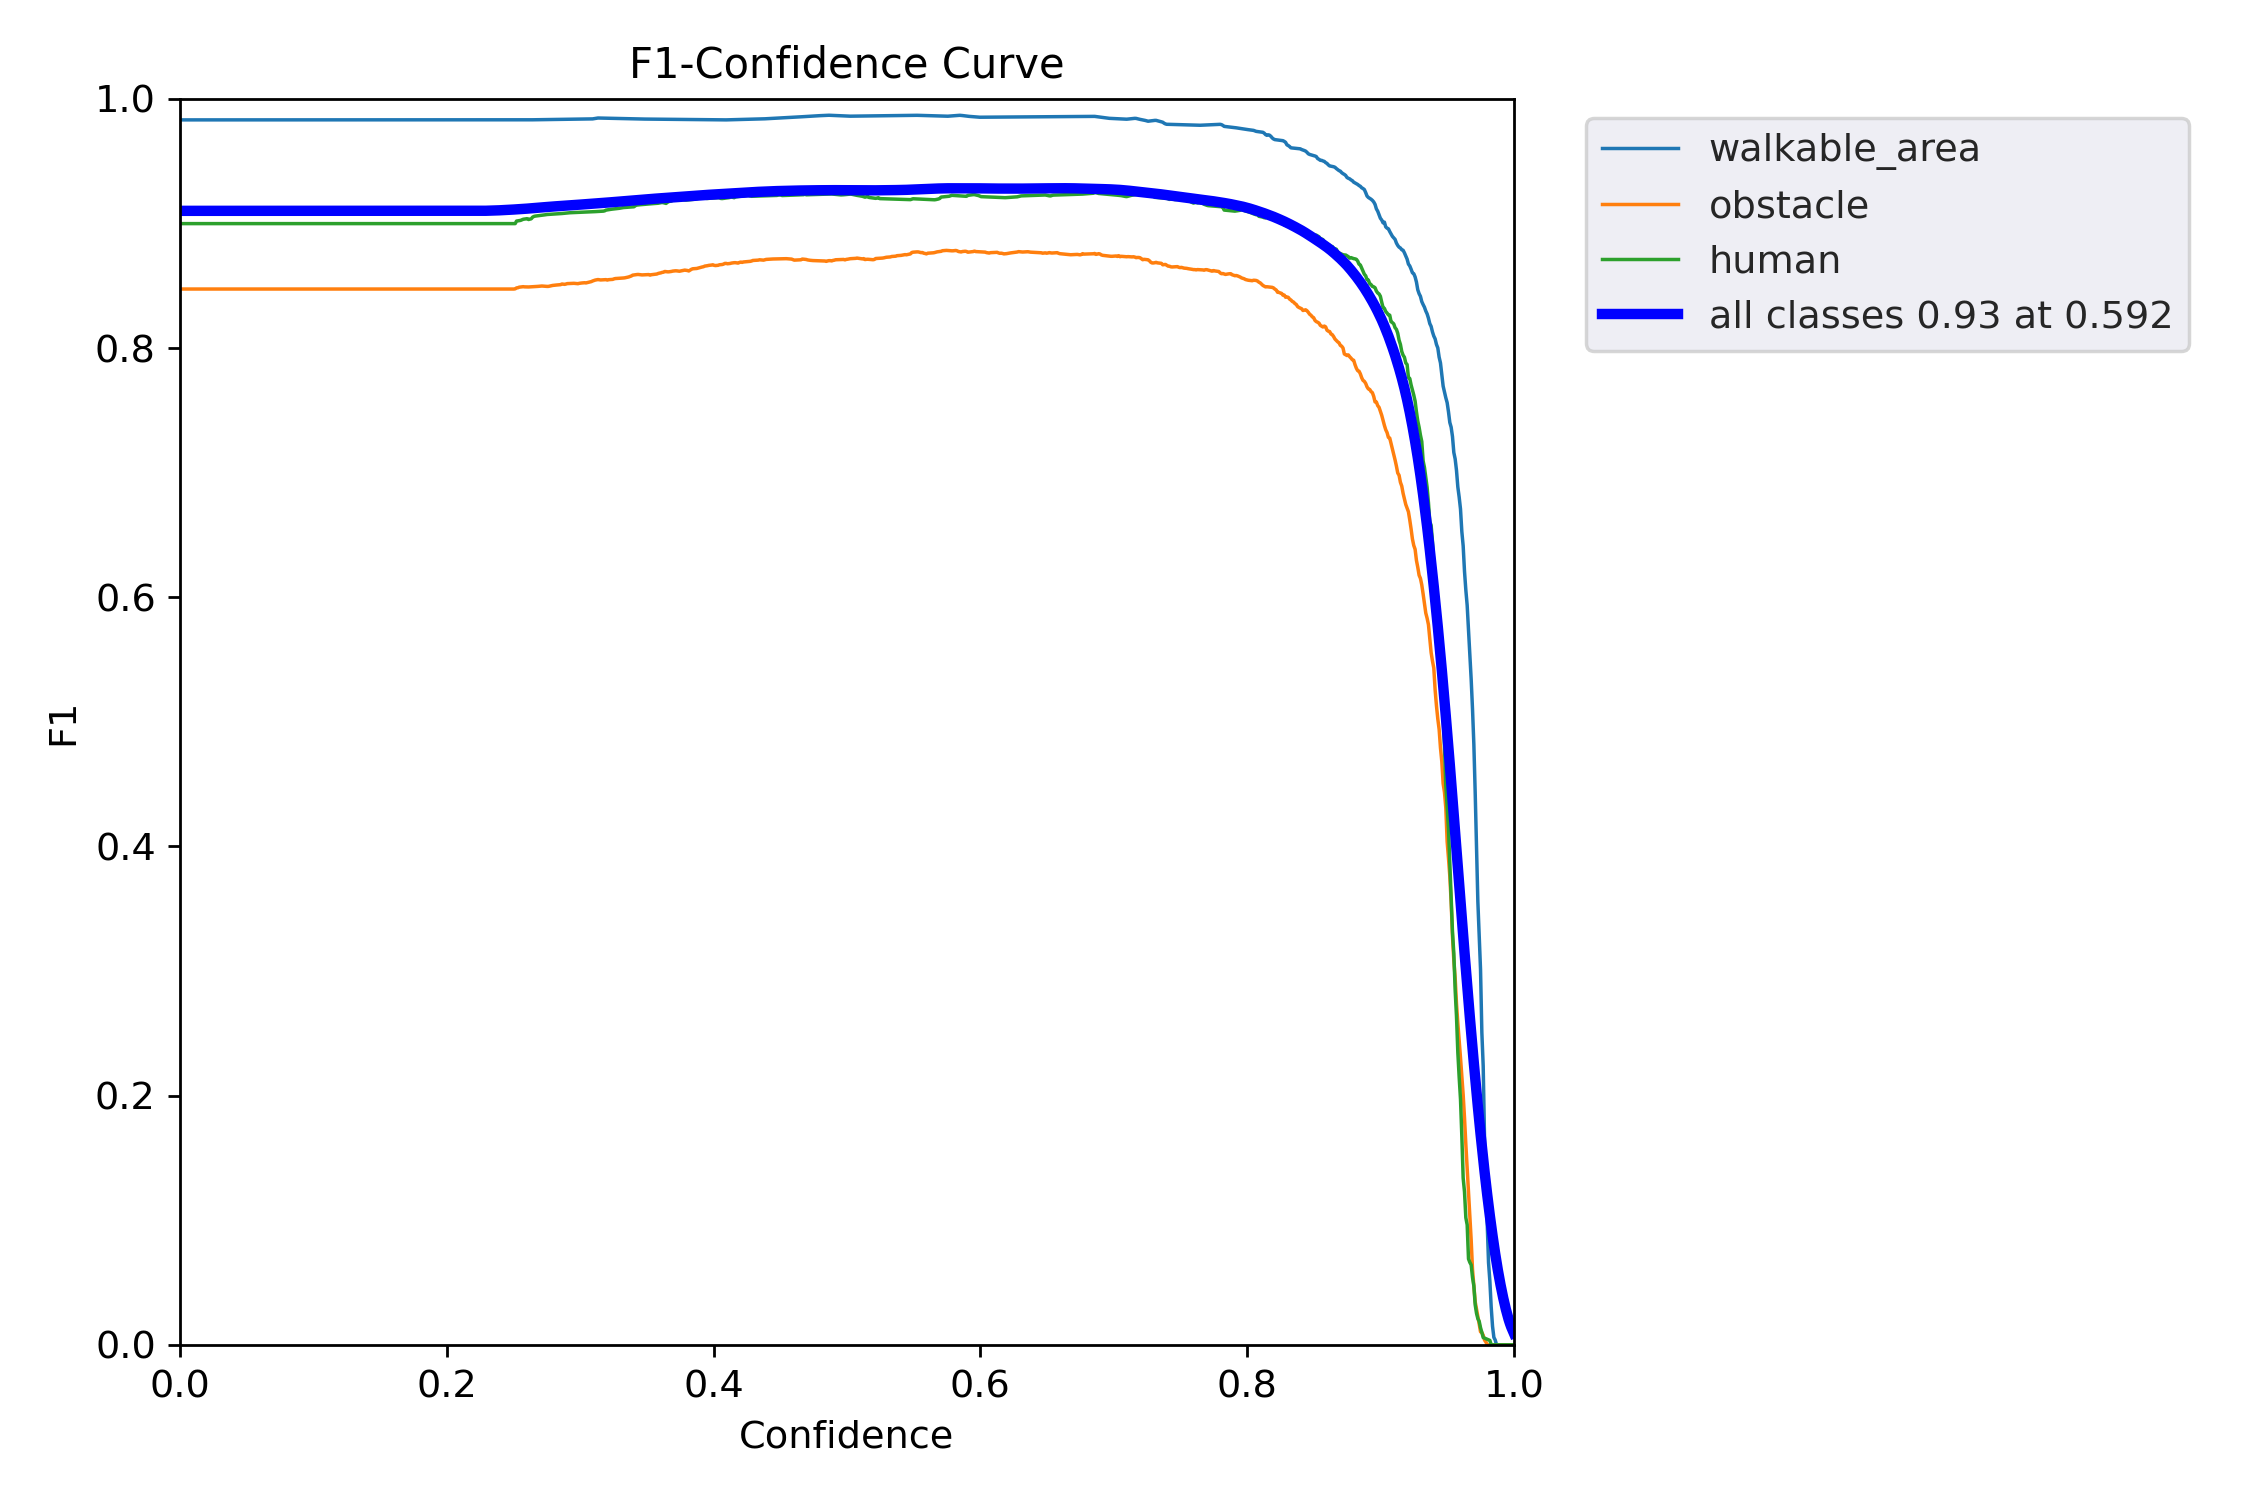 F1-Confidence Curve
1.0
0.8
0.6
0.4
0.2
0.0
F1
0.0 0.2 0.4 0.6 0.8 1.0
Confidence
walkable_area
obstacle
human
all classes 0.93 at 0.592